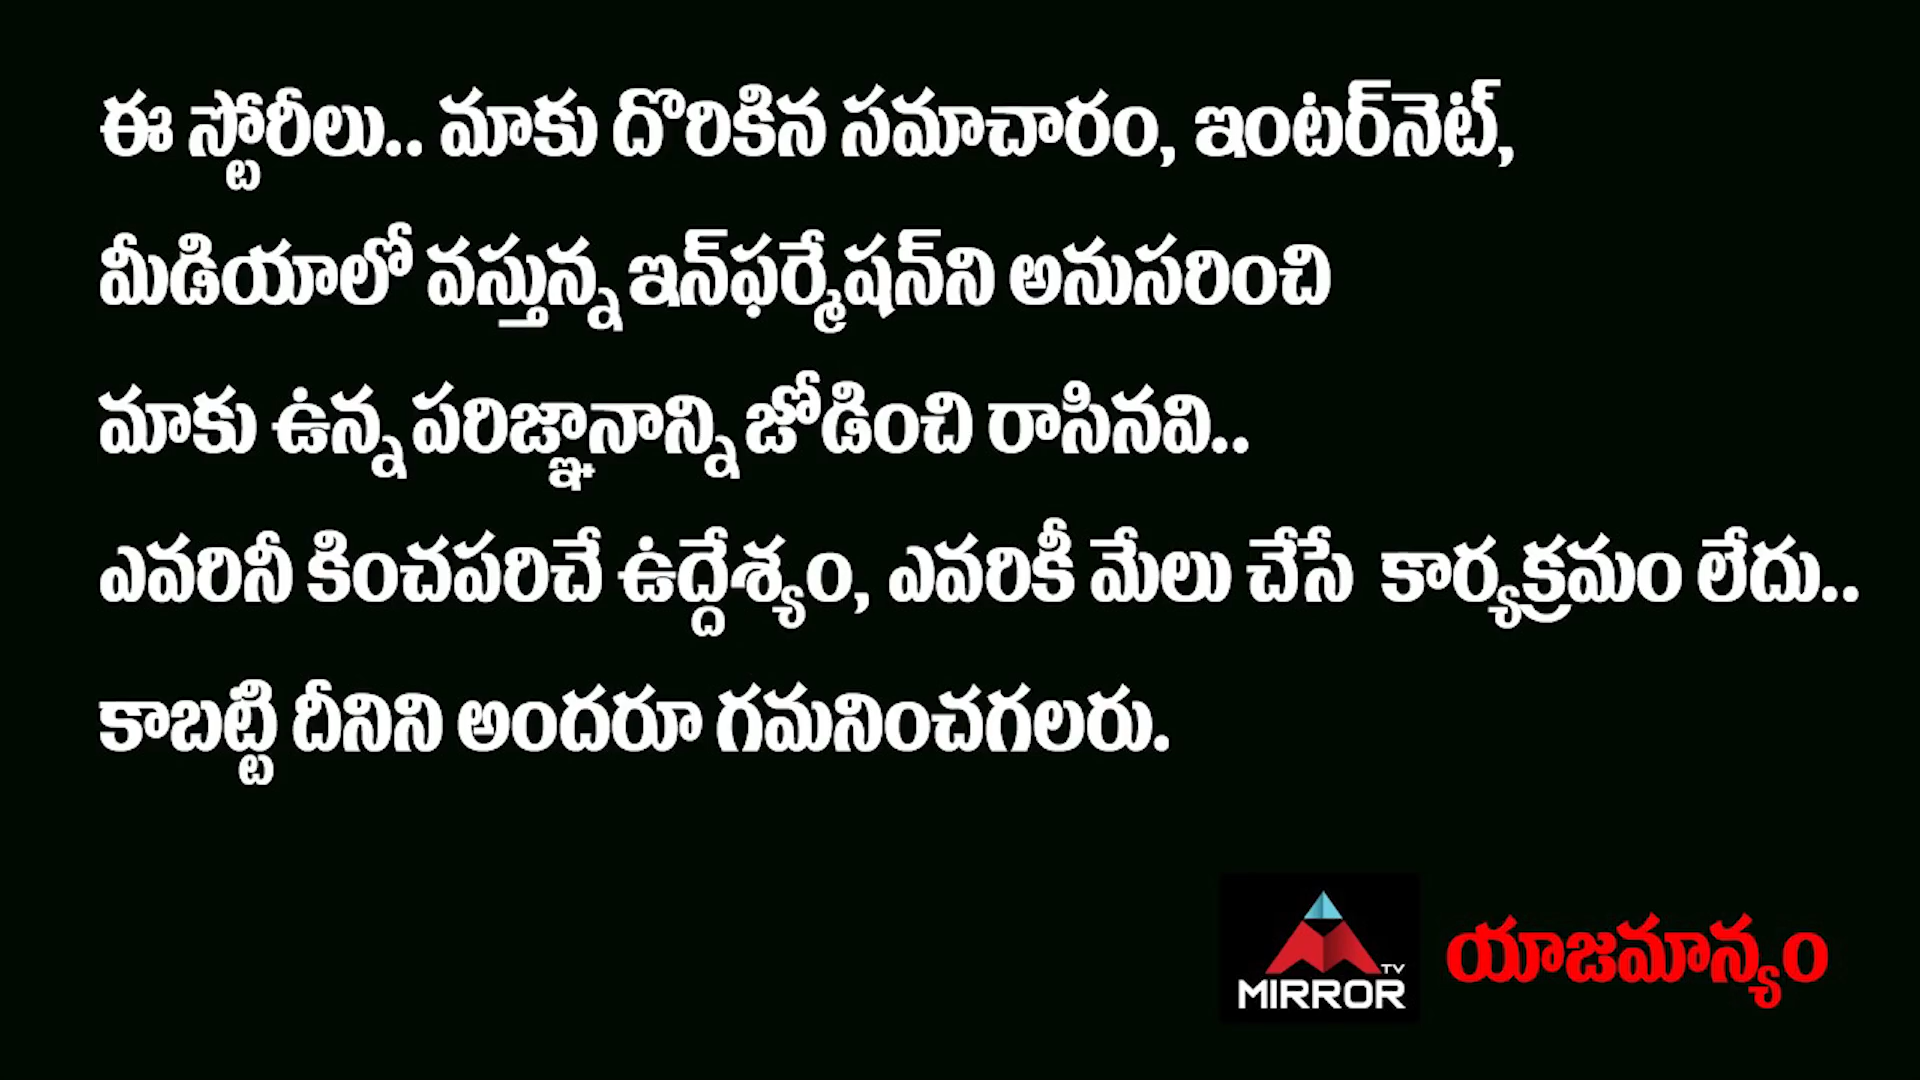 ఈ స్టోరీలు.. మాకు దొరికిన సమాచారం, ఇంటర్‌నెట్,
మీడియాలో వస్తున్న ఇన్‌ఫర్మేషన్‌ని అనుసరించి
మాకు ఉన్న పరిజ్ఞానాన్ని జోడించి రాసినవి..
ఎవరినీ కించపరిచే ఉద్దేశ్యం, ఎవరికీ మేలు చేసే కార్యక్రమం లేదు..
కాబట్టి దీనిని అందరూ గమనించగలరు.
TV
MIRROR
యాజమాన్యం